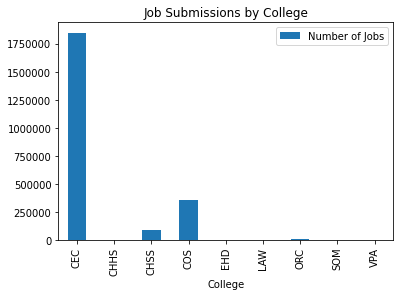 Job Submissions by College
Number of Jobs
1750000
1500000
1250000
1000000
750000
500000
250000
0
CEC
CHHS
CHSS
COS
EHD
LAW
ORC
SOM
VPA
College